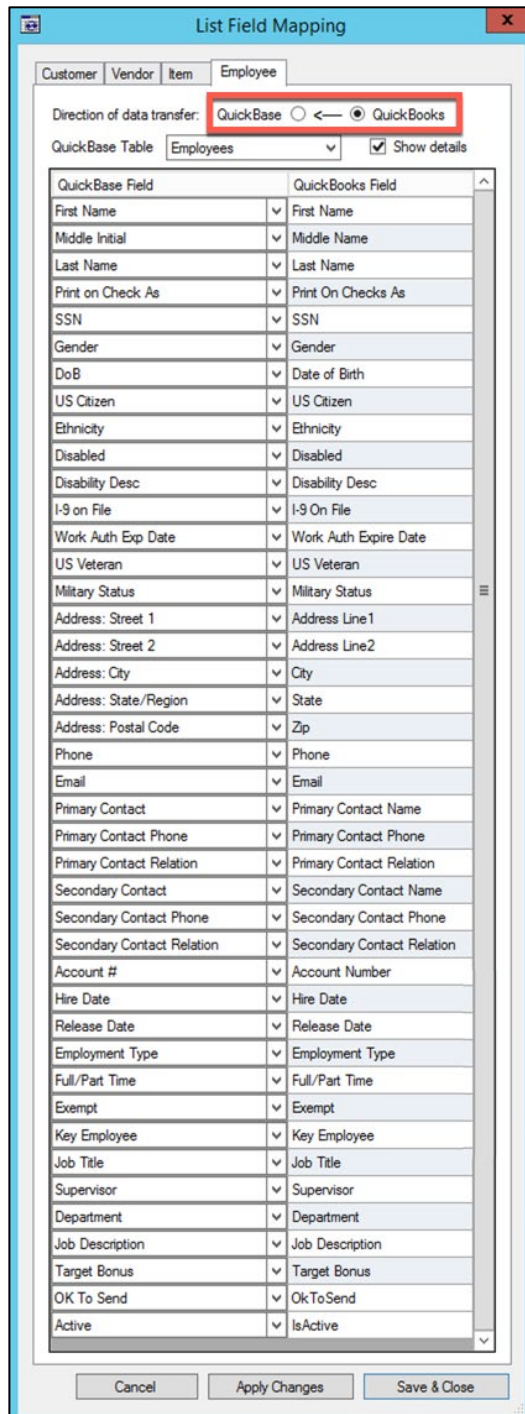 List Field Mapping
x
Customer Vendor Item Employee
Direction of data transfer: QuickBase <— QuickBooks
QuickBase Table Employees Show details
QuickBase Field QuickBooks Field
First Name First Name
Middle Initial Middle Name
Last Name Last Name
Print on Check As Print On Checks As
SSN SSN
Gender Gender
DoB Date of Birth
US Citizen US Citizen
Ethnicity Ethnicity
Disabled Disabled
Disability Desc Disability Desc
I-9 on File I-9 On File
Work Auth Exp Date Work Auth Expire Date
US Veteran US Veteran
Military Status Military Status
Address: Street 1 Address Line1
Address: Street 2 Address Line2
Address: City City
Address: State/Region State
Address: Postal Code Zip
Phone Phone
Email Email
Primary Contact Primary Contact Name
Primary Contact Phone Primary Contact Phone
Primary Contact Relation Primary Contact Relation
Secondary Contact Secondary Contact Name
Secondary Contact Phone Secondary Contact Phone
Secondary Contact Relation Secondary Contact Relation
Account # Account Number
Hire Date Hire Date
Release Date Release Date
Employment Type Employment Type
Full/Part Time Full/Part Time
Exempt Exempt
Key Employee Key Employee
Job Title Job Title
Supervisor Supervisor
Department Department
Job Description Job Description
Target Bonus Target Bonus
OK To Send OkToSend
Active IsActive
Cancel Apply Changes Save & Close